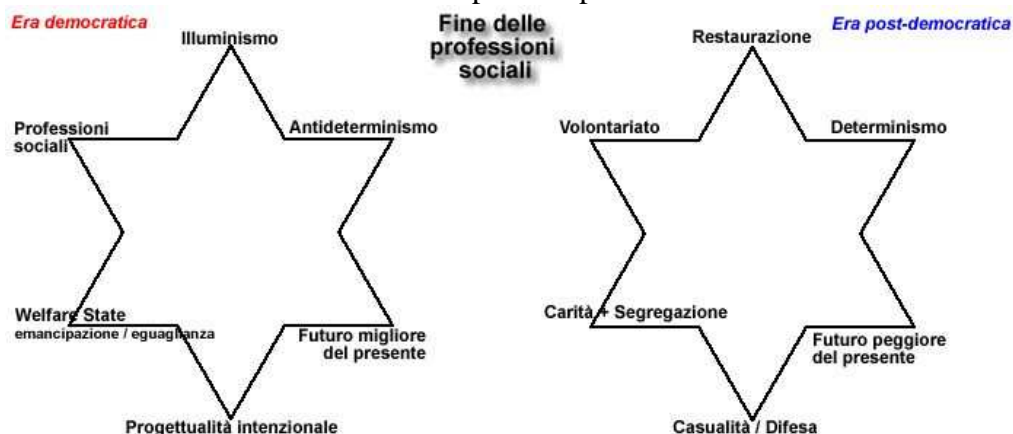 Era democratica
Illuminismo
Professioni
sociali
Antideterminismo
Welfare State
emancipazione / eguaglianza
Futuro migliore
del presente
Progettualità intenzionale
Fine delle
professioni
sociali
Era post-democratica
Restaurazione
Volontariato
Determinismo
Carità + Segregazione
Futuro peggiore
del presente
Casualità / Difesa